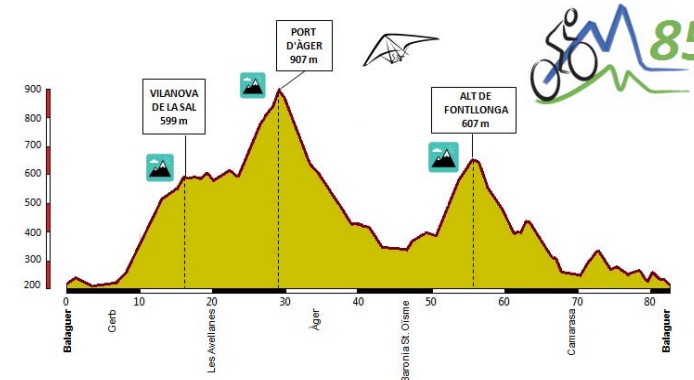 85
PORT
D'ÀGER
907 m
VILANOVA
DE LA SAL
599 m
ALT DE
FONTLLONGA
607 m
900
800
700
600
500
400
300
200
0
10
20
30
40
50
60
70
80
Balaguer
Gerb
Les Avellanes
Àger
Baronia St. Oïsme
Camarasa
Balaguer